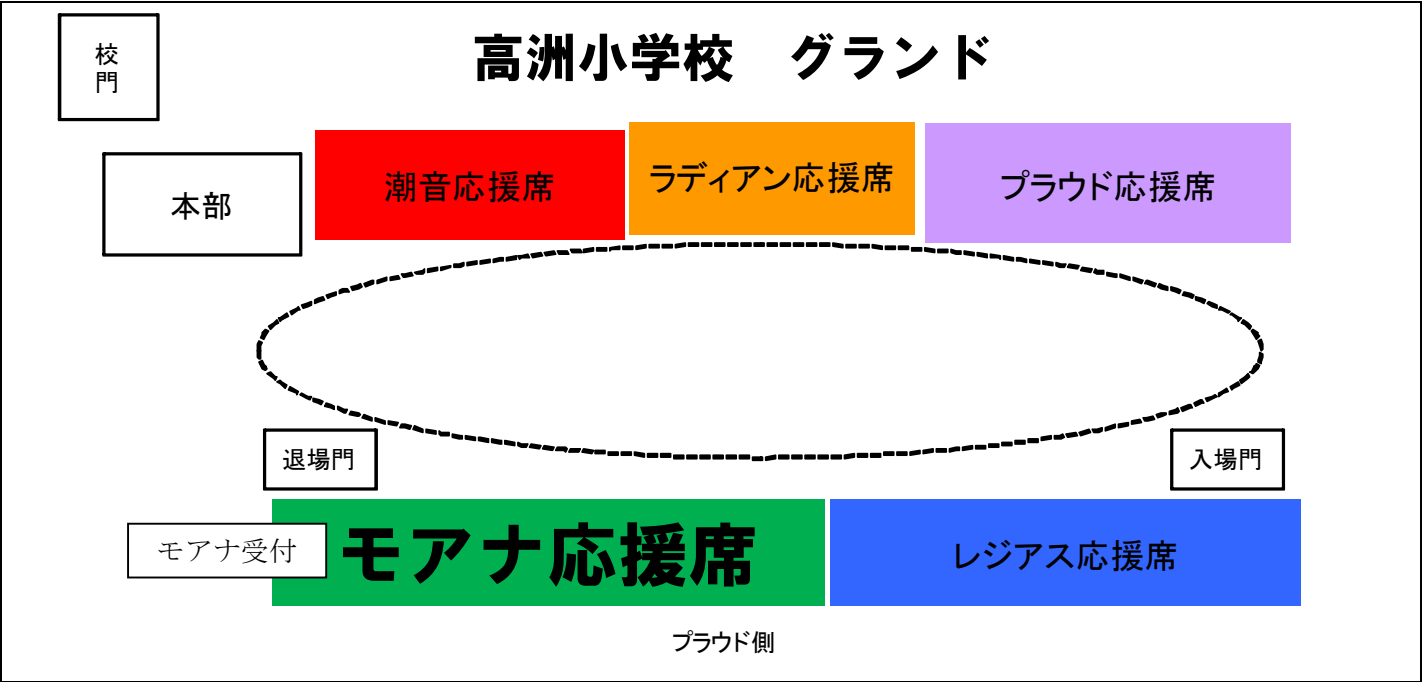 校
門
高洲小学校　グランド
本部
潮音応援席
ラディアン応援席
プラウド応援席
退場門
入場門
モアナ受付
モアナ応援席
レジアス応援席
プラウド側